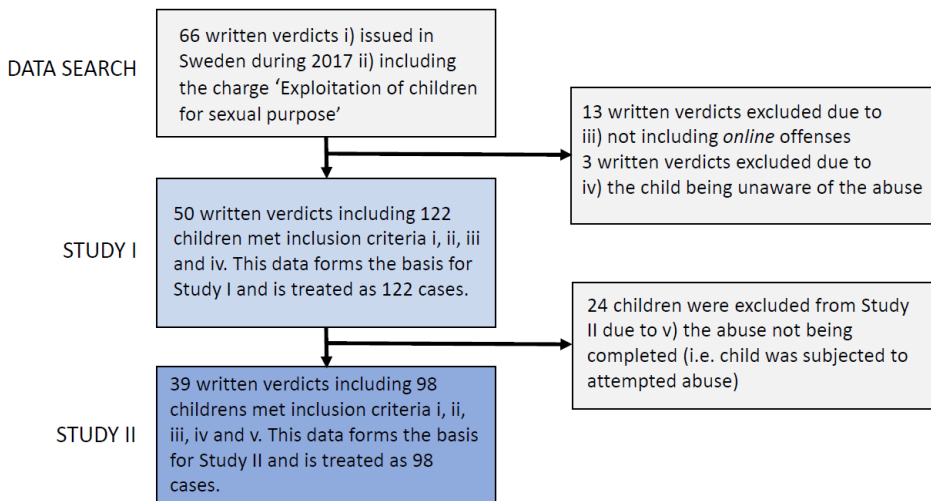 DATA SEARCH
66 written verdicts i) issued in
Sweden during 2017 ii) including
the charge ‘Exploitation of children
for sexual purpose’
13 written verdicts excluded due to
iii) not including online offenses
3 written verdicts excluded due to
iv) the child being unaware of the abuse
STUDY I
50 written verdicts including 122
children met inclusion criteria i, ii, iii
and iv. This data forms the basis for
Study I and is treated as 122 cases.
24 children were excluded from Study
II due to v) the abuse not being
completed (i.e. child was subjected to
attempted abuse)
STUDY II
39 written verdicts including 98
childrens met inclusion criteria i, ii,
iii, iv and v. This data forms the basis
for Study II and is treated as 98
cases.